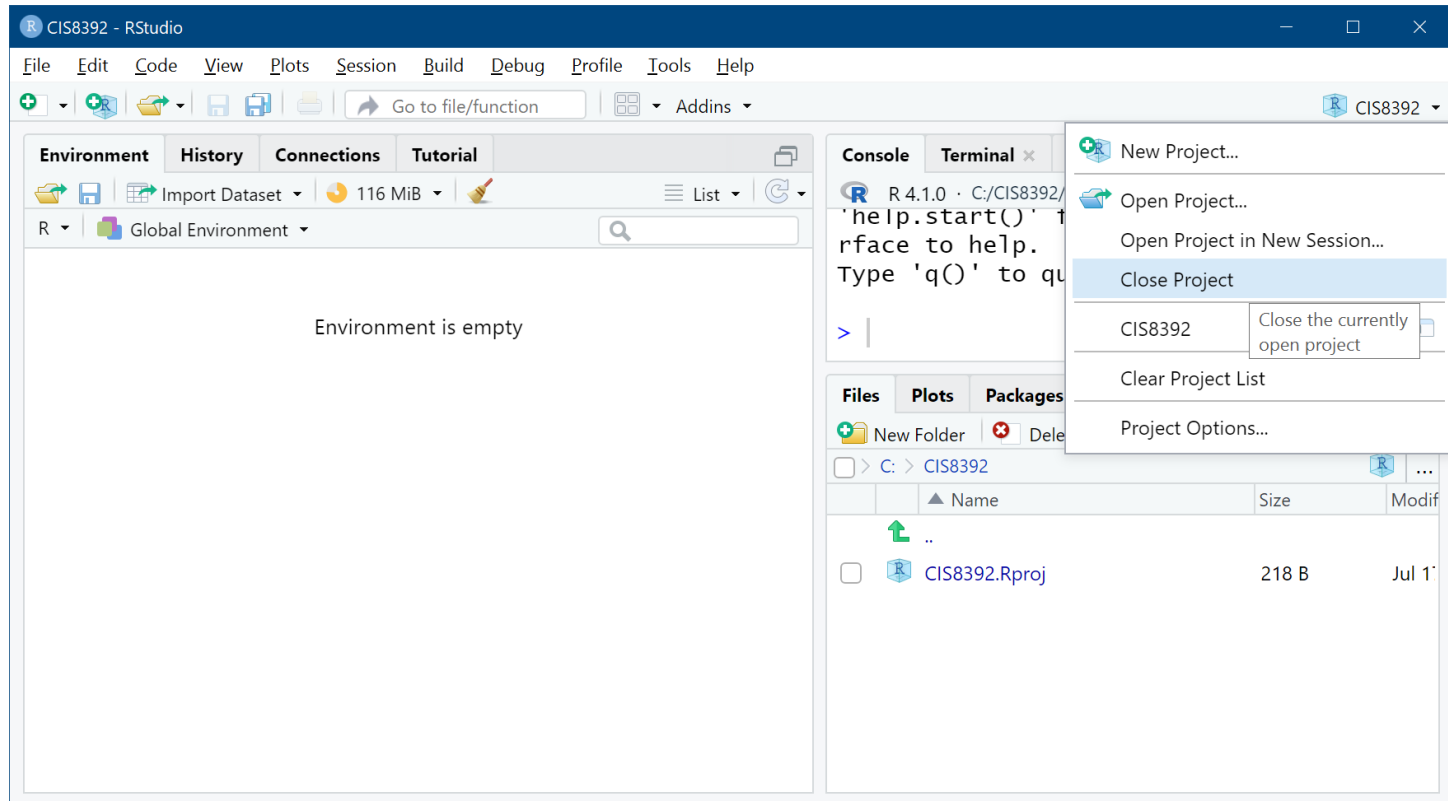 CIS8392 - RStudio
File Edit Code View Plots Session Build Debug Profile Tools Help
Go to file/function Addins CIS8392
Environment History Connections Tutorial
Import Dataset 116 MiB List
R Global Environment
Environment is empty
Console Terminal
R 4.1.0 · C:/CIS8392/
'help.start()' f
rface to help.
Type 'q()' to qu
>
New Project...
Open Project...
Open Project in New Session...
Close Project
CIS8392
Close the currently
open project
Clear Project List
Project Options...
Files Plots Packages
New Folder Dele
C: CIS8392 ...
Name Size Modif
..
CIS8392.Rproj 218 B Jul 1